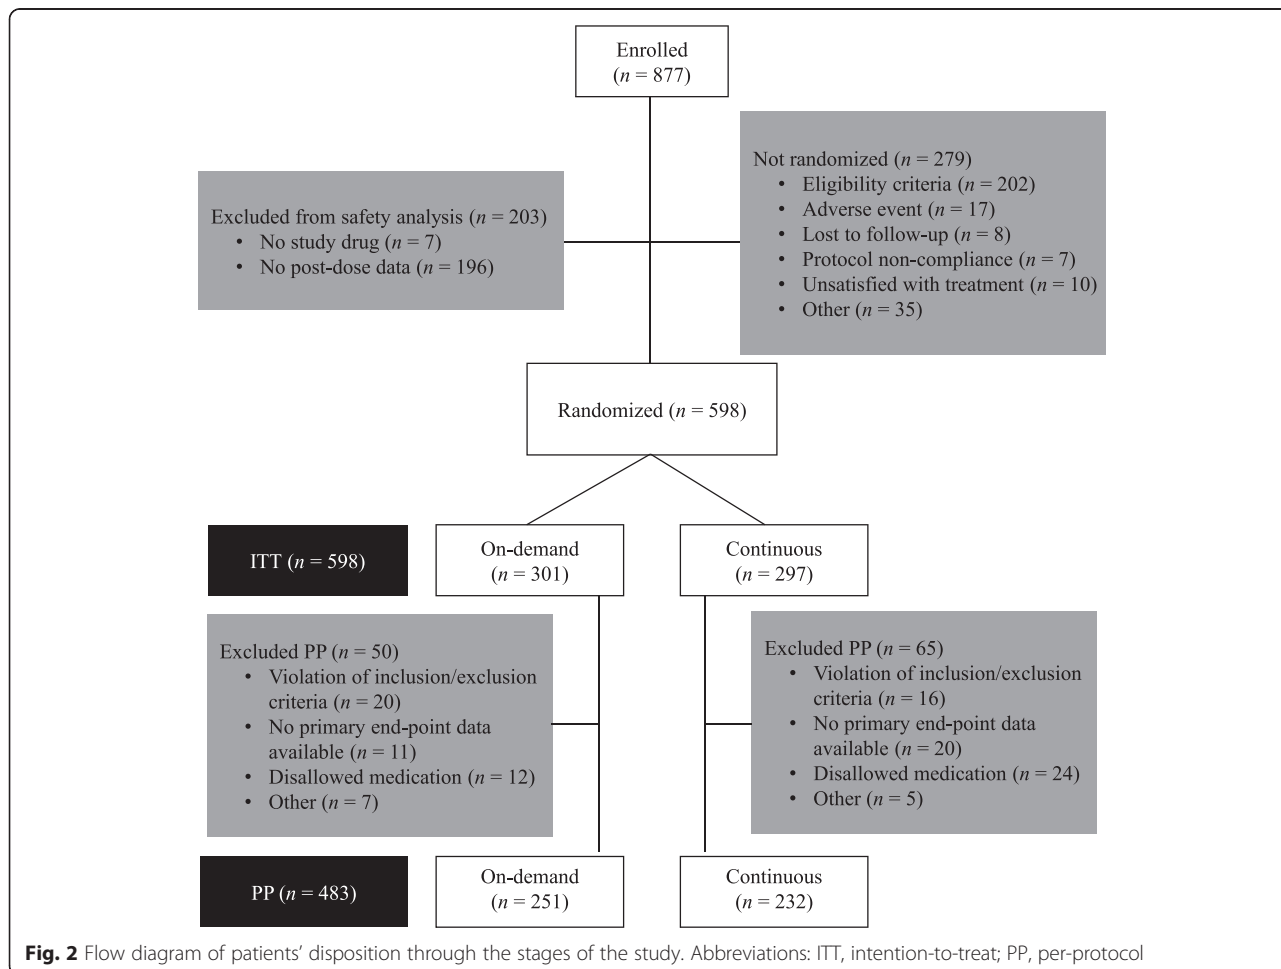 Enrolled
(n = 877)
Not randomized (n = 279)
• Eligibility criteria (n = 202)
• Adverse event (n = 17)
• Lost to follow-up (n = 8)
• Protocol non-compliance (n = 7)
• Unsatisfied with treatment (n = 10)
• Other (n = 35)
Excluded from safety analysis (n = 203)
• No study drug (n = 7)
• No post-dose data (n = 196)
Randomized (n = 598)
ITT (n = 598)
On-demand
(n = 301)
Continuous
(n = 297)
Excluded PP (n = 50)
• Violation of inclusion/exclusion
criteria (n = 20)
• No primary end-point data
available (n = 11)
• Disallowed medication (n = 12)
• Other (n = 7)
Excluded PP (n = 65)
• Violation of inclusion/exclusion
criteria (n = 16)
• No primary end-point data
available (n = 20)
• Disallowed medication (n = 24)
• Other (n = 5)
PP (n = 483)
On-demand
(n = 251)
Continuous
(n = 232)
Fig. 2 Flow diagram of patients' disposition through the stages of the study. Abbreviations: ITT, intention-to-treat; PP, per-protocol